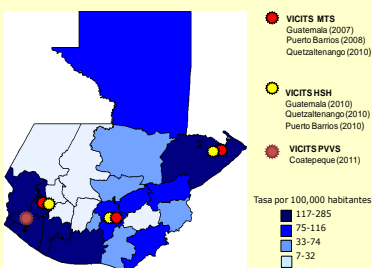 VICITS MTS
Guatemala (2007)
Puerto Barrios (2008)
Quetzaltenango (2010)
VICITS HSH
Guatemala (2010)
Quetzaltenango (2010)
Puerto Barrios (2010)
VICITS PVVS
Coatepeque (2011)
Tasa por 100,000 habitantes
117-285
75-116
33-74
7-32